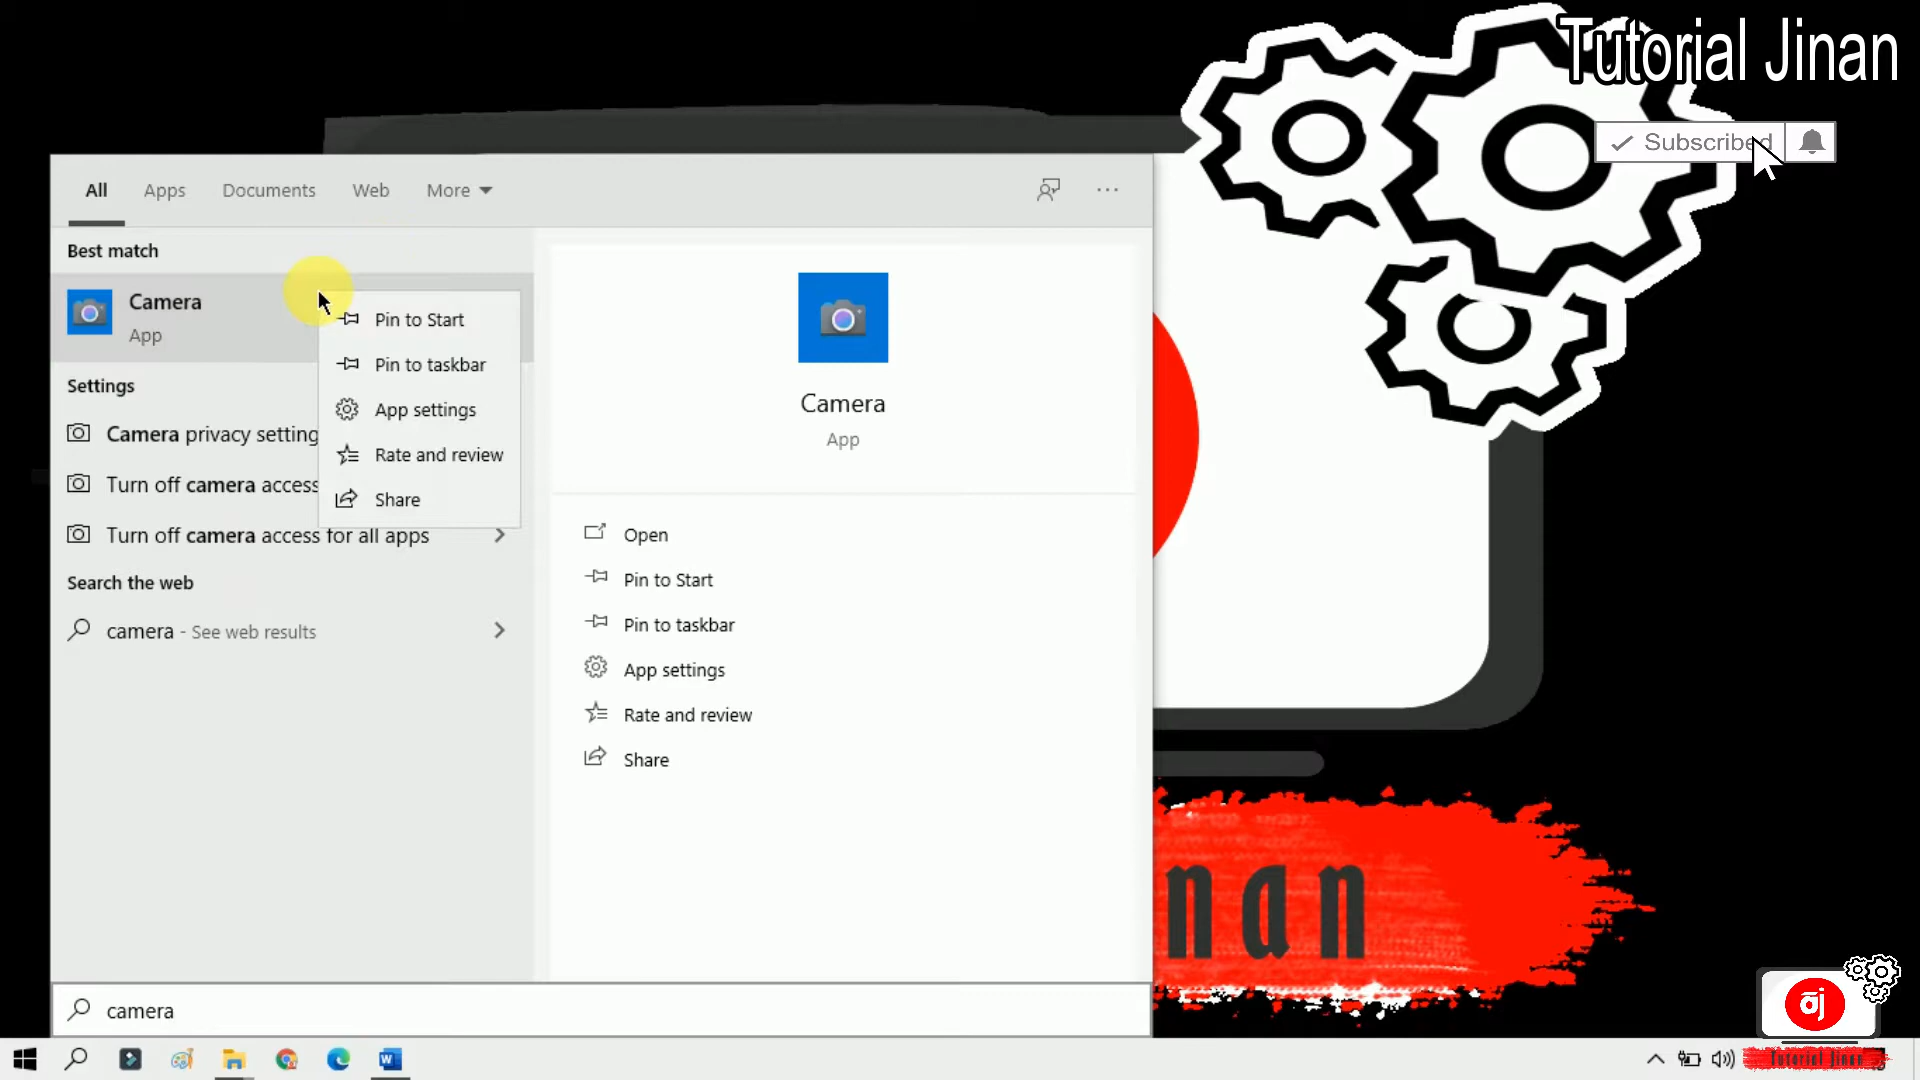 Tutorial Jinan
Subscribed
All Apps Documents Web More
Best match
Camera
App
Pin to Start
Pin to taskbar
App settings
Rate and review
Share
Settings
Camera privacy setting
Turn off camera access
Turn off camera access for all apps
Search the web
camera - See web results
Camera
App
Open
Pin to Start
Pin to taskbar
App settings
Rate and review
Share
nan
camera
aj
Tutorial Jinan